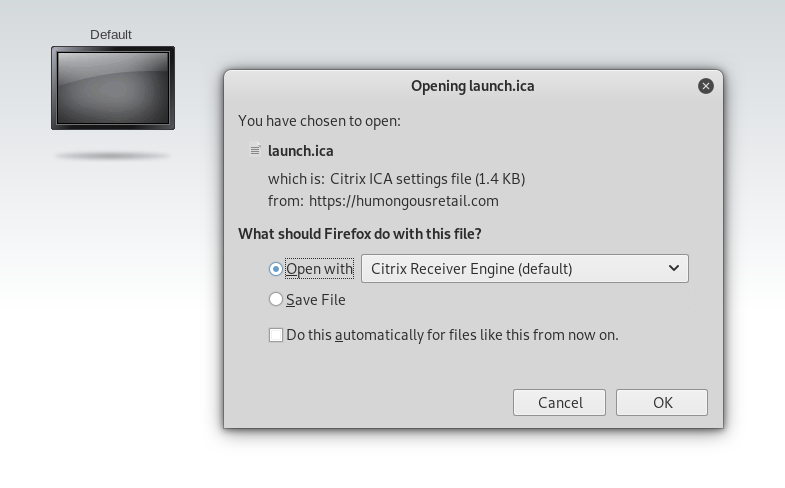 Default
Opening launch.ica
You have chosen to open:
launch.ica
which is: Citrix ICA settings file (1.4 KB)
from: https://humongousretail.com
What should Firefox do with this file?
Open with Citrix Receiver Engine (default)
Save File
Do this automatically for files like this from now on.
Cancel OK